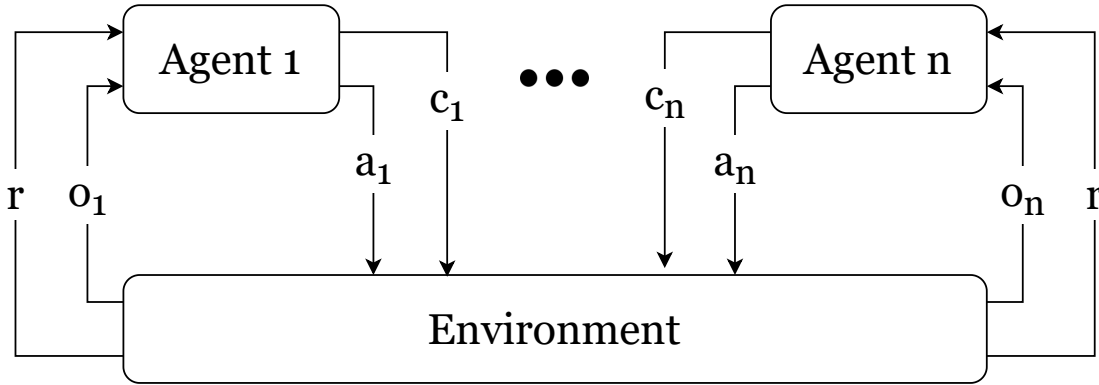 Agent 1
Agent n
c₁
cₙ
a₁
aₙ
r
o₁
oₙ
r
Environment